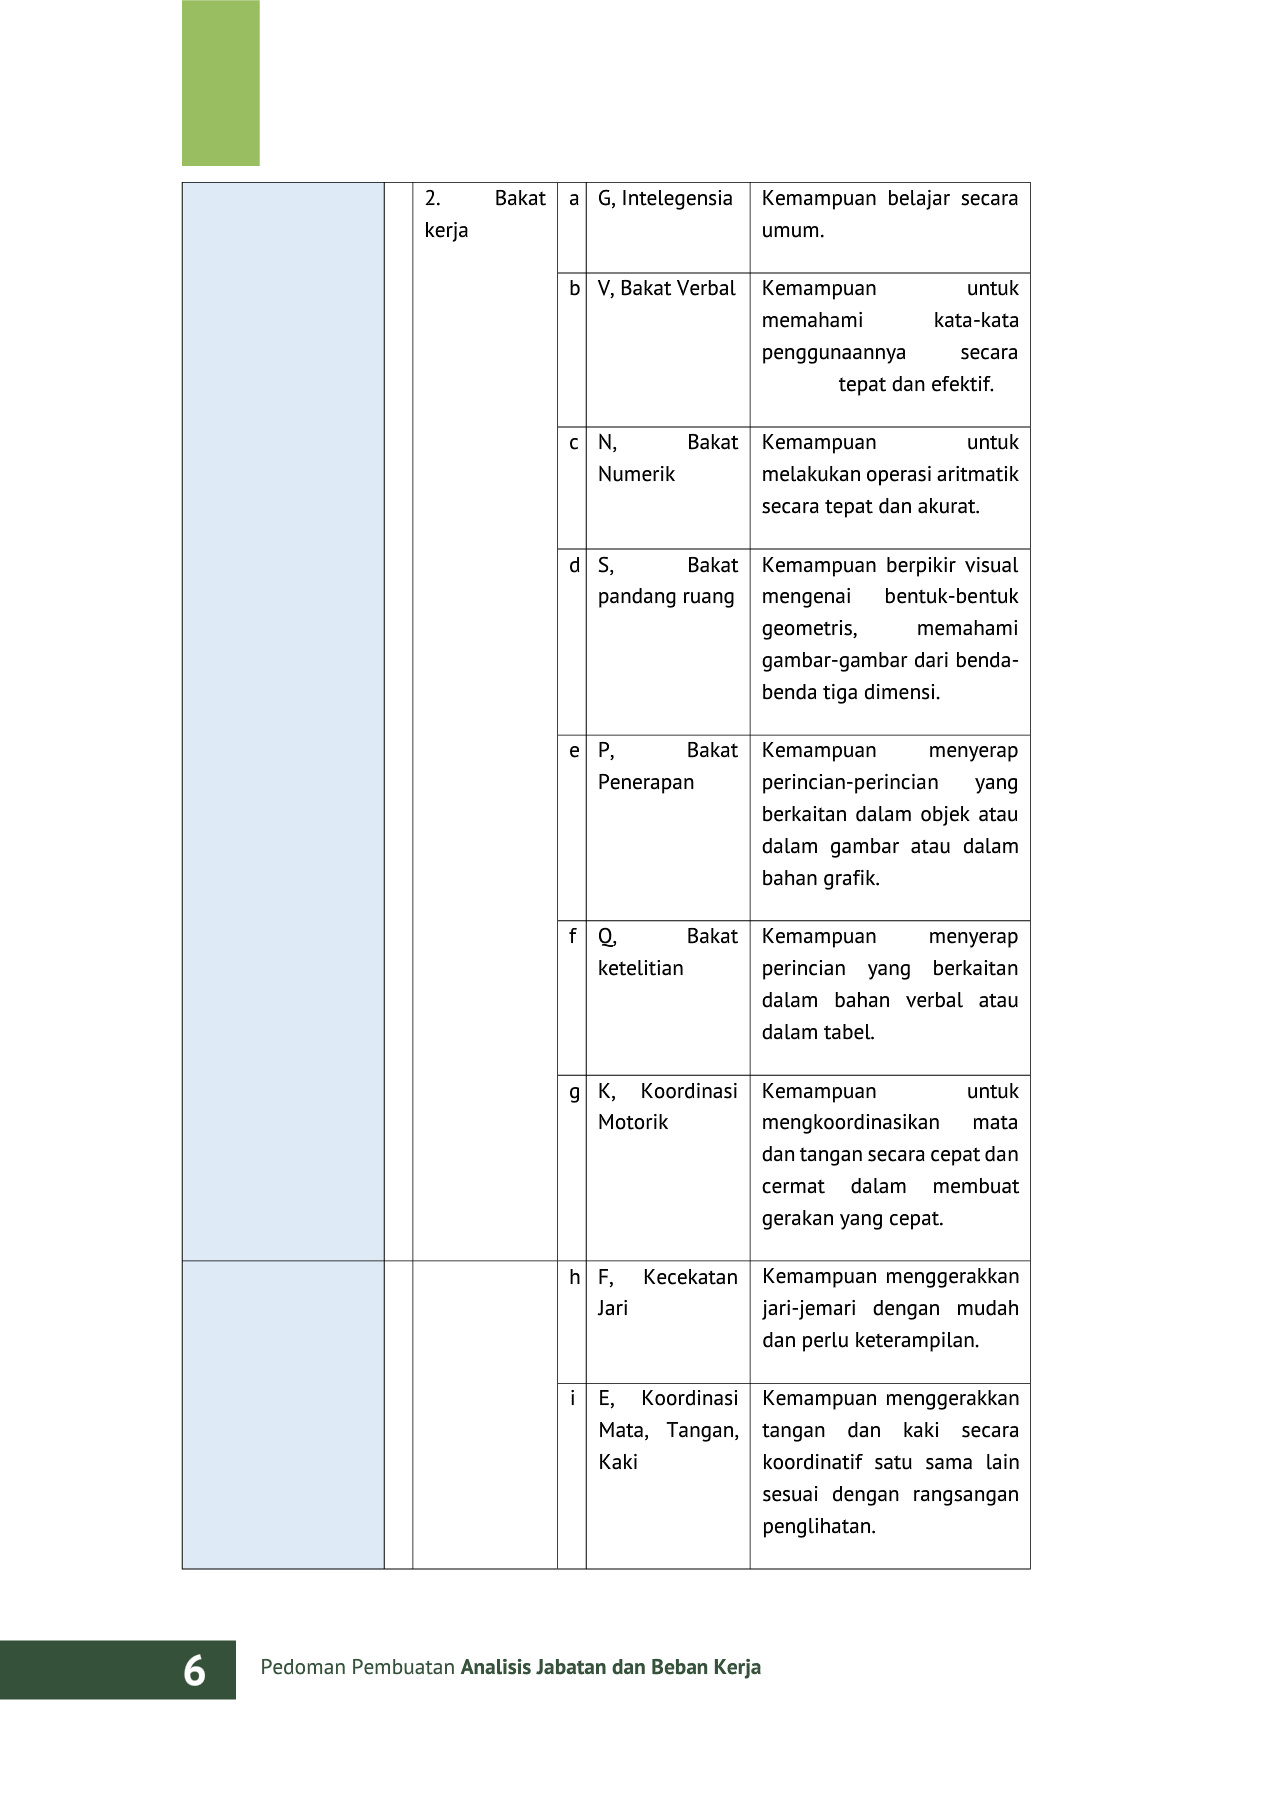 2. Bakat
kerja
a
G, Intelegensia
Kemampuan belajar secara
umum.
b
V, Bakat Verbal
Kemampuan untuk
memahami kata-kata
penggunaannya secara
tepat dan efektif.
c
N, Bakat
Numerik
Kemampuan untuk
melakukan operasi aritmatik
secara tepat dan akurat.
d
S, Bakat
pandang ruang
Kemampuan berpikir visual
mengenai bentuk-bentuk
geometris, memahami
gambar-gambar dari benda-
benda tiga dimensi.
e
P, Bakat
Penerapan
Kemampuan menyerap
perincian-perincian yang
berkaitan dalam objek atau
dalam gambar atau dalam
bahan grafik.
f
Q, Bakat
ketelitian
Kemampuan menyerap
perincian yang berkaitan
dalam bahan verbal atau
dalam tabel.
g
K, Koordinasi
Motorik
Kemampuan untuk
mengkoordinasikan mata
dan tangan secara cepat dan
cermat dalam membuat
gerakan yang cepat.
h
F, Kecekatan
Jari
Kemampuan menggerakkan
jari-jemari dengan mudah
dan perlu keterampilan.
i
E, Koordinasi
Mata, Tangan,
Kaki
Kemampuan menggerakkan
tangan dan kaki secara
koordinatif satu sama lain
sesuai dengan rangsangan
penglihatan.
6
Pedoman Pembuatan Analisis Jabatan dan Beban Kerja